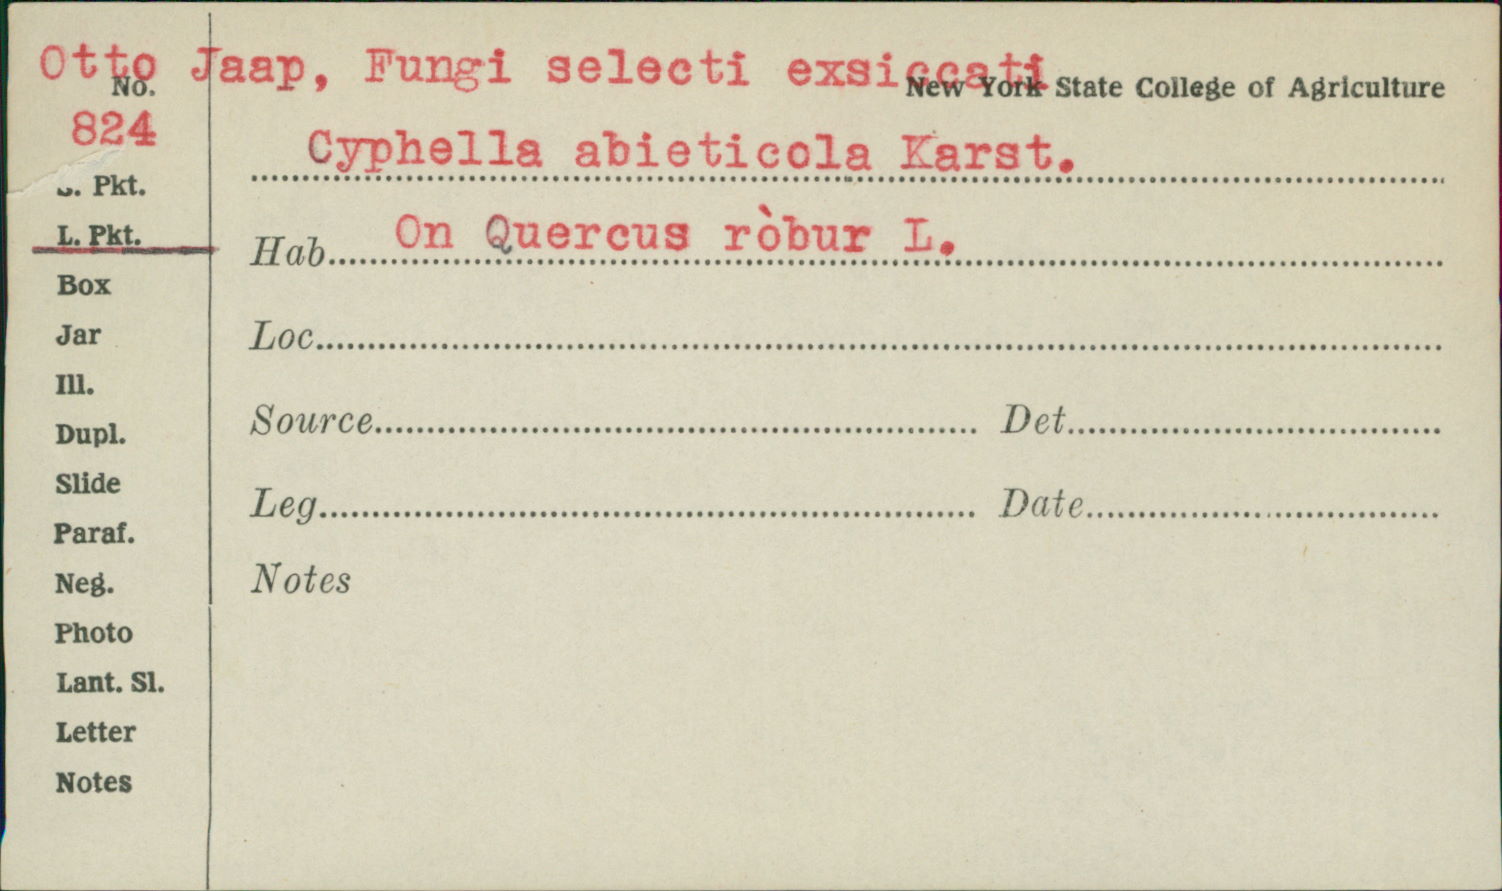 Otto Jaap, Fungi selecti exsiccati
No. New York State College of Agriculture
824
Cyphella abieticola Karst.
S. Pkt.
L. Pkt.
Hab. On Quercus ròbur L.
Box
Jar
Loc.
Ill.
Dupl.
Source Det.
Slide
Leg. Date
Paraf.
Neg.
Notes
Photo
Lant. Sl.
Letter
Notes